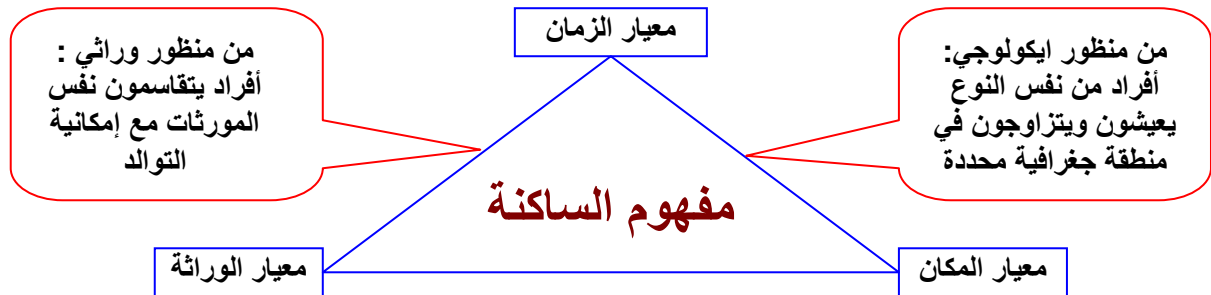 معيار الزمان
من منظور ايكولوجي:
أفراد من نفس النوع
يعيشون ويتزاوجون في
منطقة جغرافية محددة
من منظور وراثي :
أفراد يتقاسمون نفس
المورثات مع إمكانية
التوالد
مفهوم الساكنة
معيار المكان
معيار الوراثة